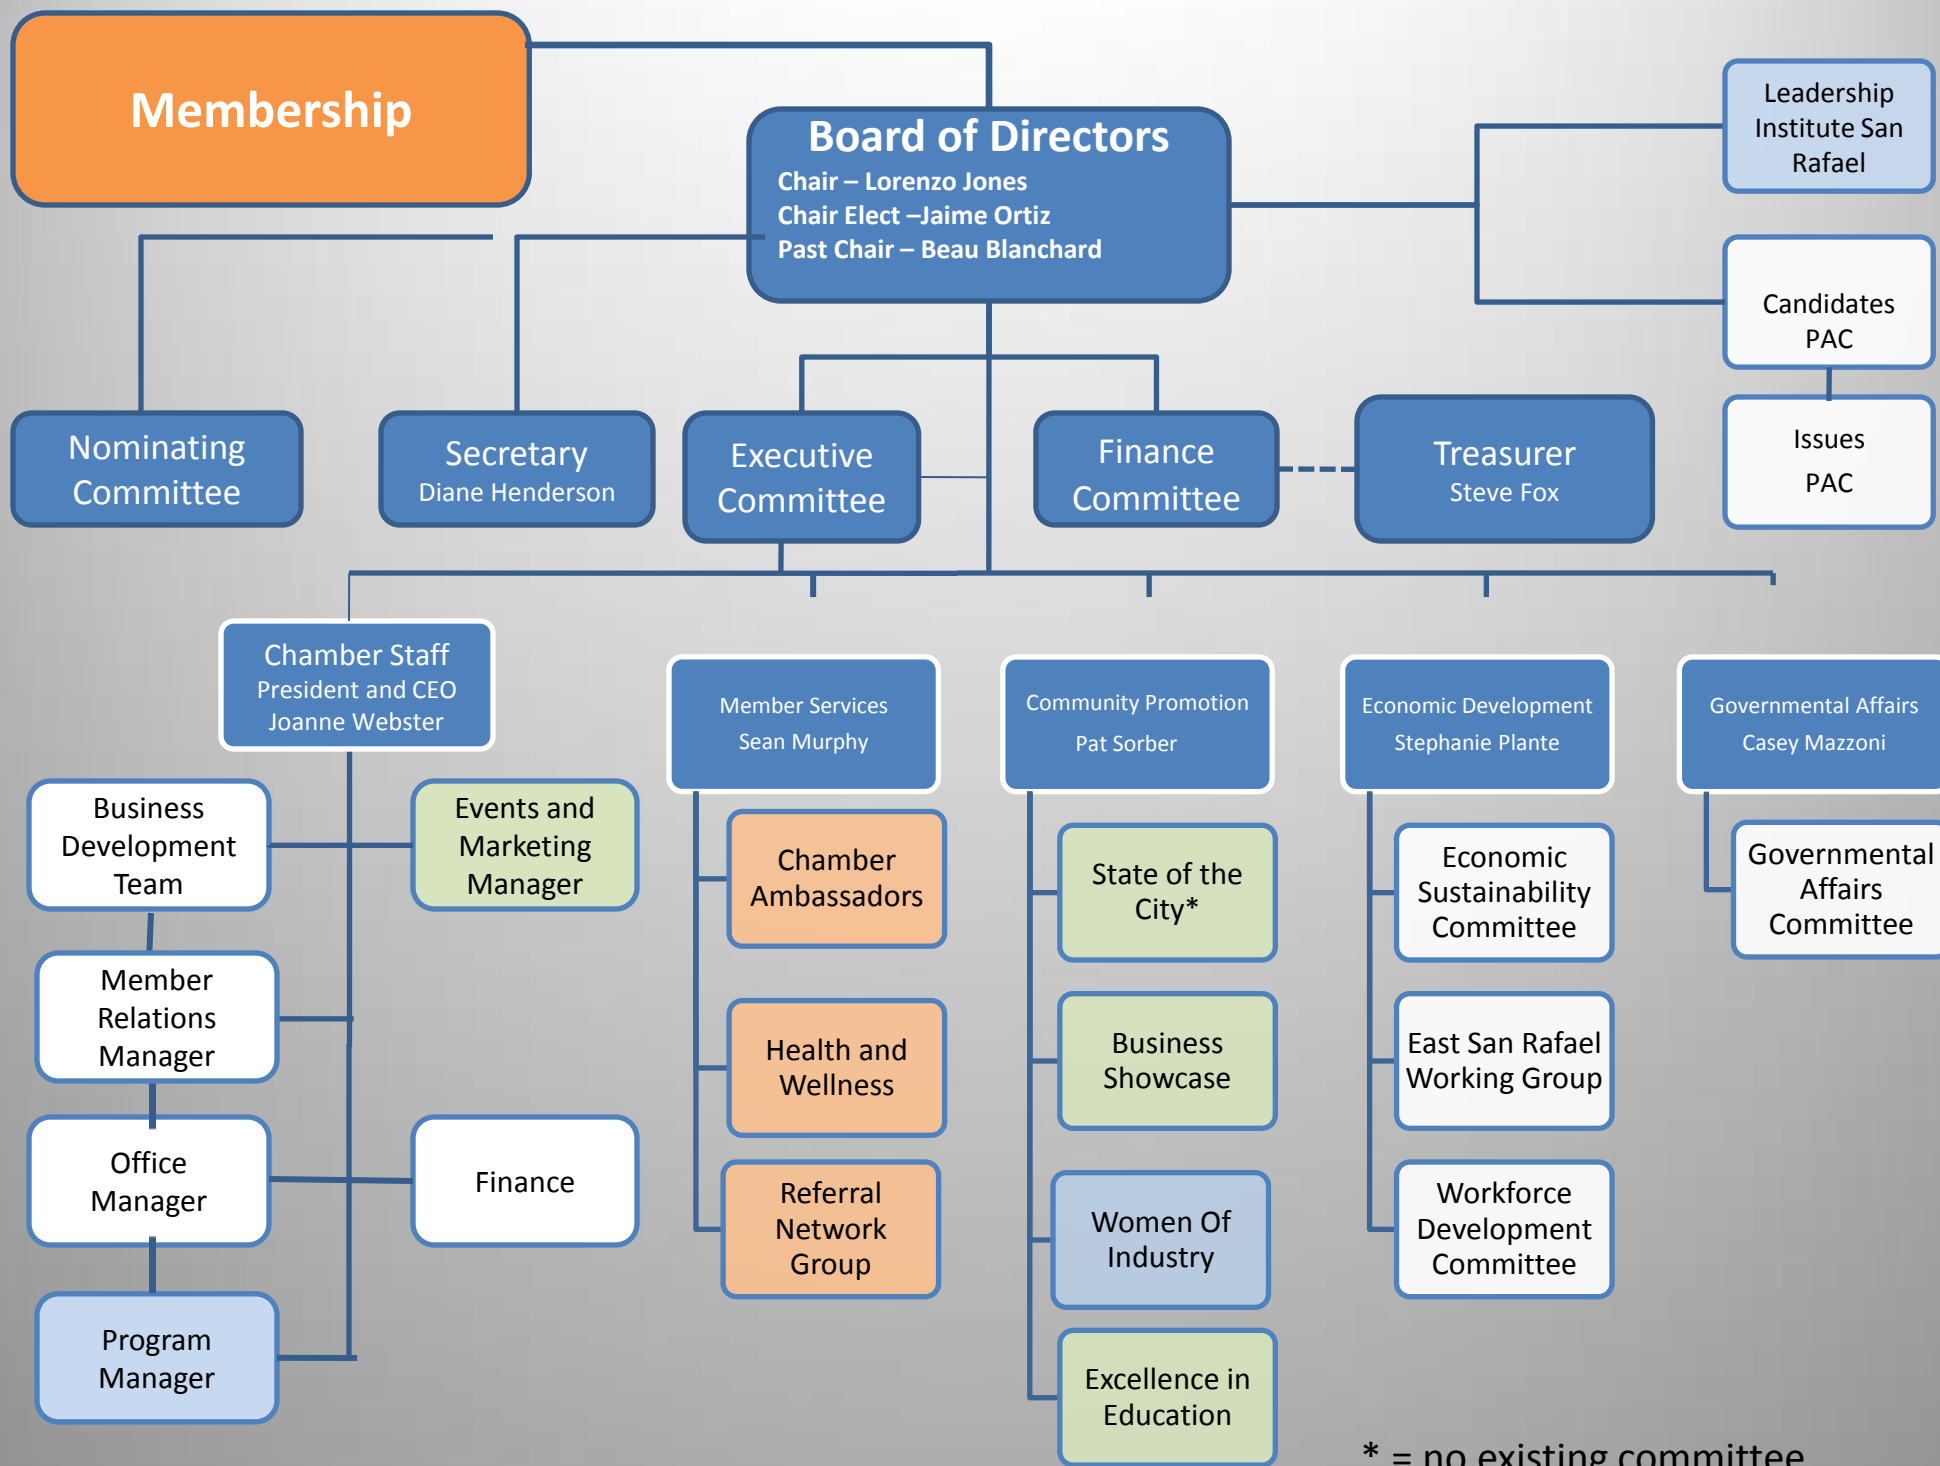 Membership
Board of Directors
Chair – Lorenzo Jones
Chair Elect –Jaime Ortiz
Past Chair – Beau Blanchard
Leadership
Institute San
Rafael
Candidates
PAC
Issues
PAC
Nominating
Committee
Secretary
Diane Henderson
Executive
Committee
Finance
Committee
Treasurer
Steve Fox
Chamber Staff
President and CEO
Joanne Webster
Member Services
Sean Murphy
Community Promotion
Pat Sorber
Economic Development
Stephanie Plante
Governmental Affairs
Casey Mazzoni
Business
Development
Team
Events and
Marketing
Manager
Member
Relations
Manager
Office
Manager
Finance
Program
Manager
Chamber
Ambassadors
Health and
Wellness
Referral
Network
Group
State of the
City*
Business
Showcase
Women Of
Industry
Excellence in
Education
Economic
Sustainability
Committee
East San Rafael
Working Group
Workforce
Development
Committee
Governmental
Affairs
Committee
* = no existing committee